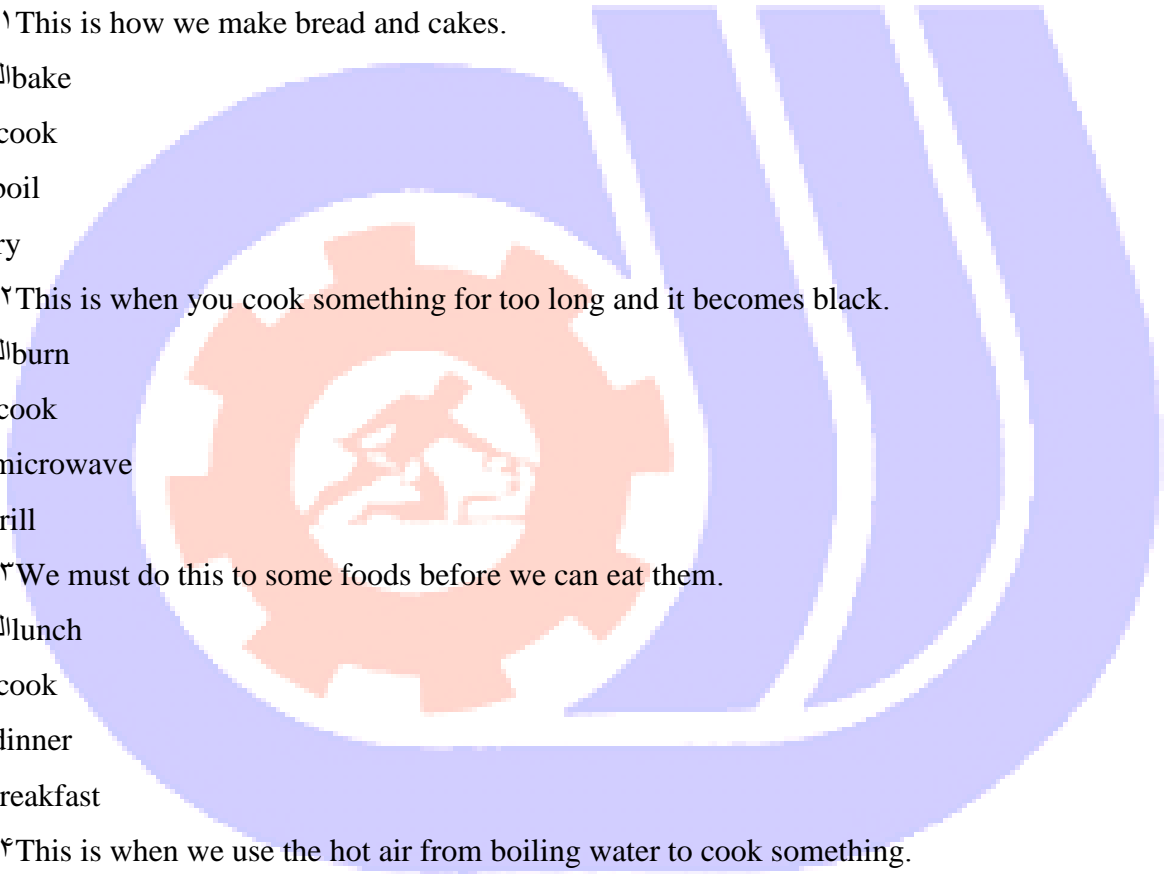 ۱This is how we make bread and cakes.
الbake
cook
boil
ry
۲This is when you cook something for too long and it becomes black.
الburn
cook
microwave
rill
۳We must do this to some foods before we can eat them.
الlunch
cook
dinner
reakfast
۴This is when we use the hot air from boiling water to cook something.